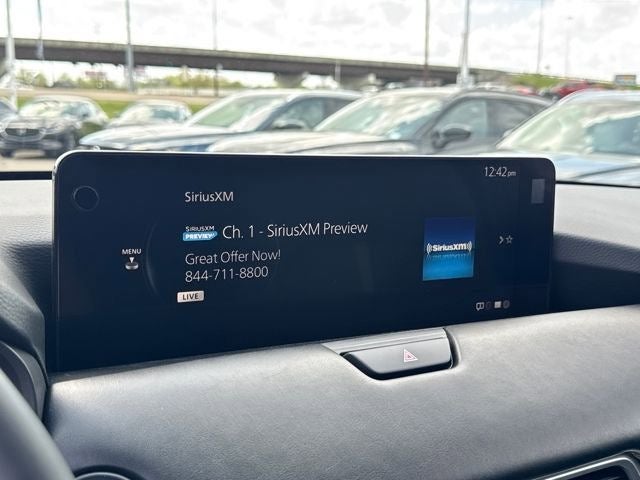 12:42pm
SiriusXM
SIRIUSXM
PREVIEW
Ch. 1 - SiriusXM Preview
MENU
Great Offer Now!
844-711-8800
LIVE
((SiriusXM))